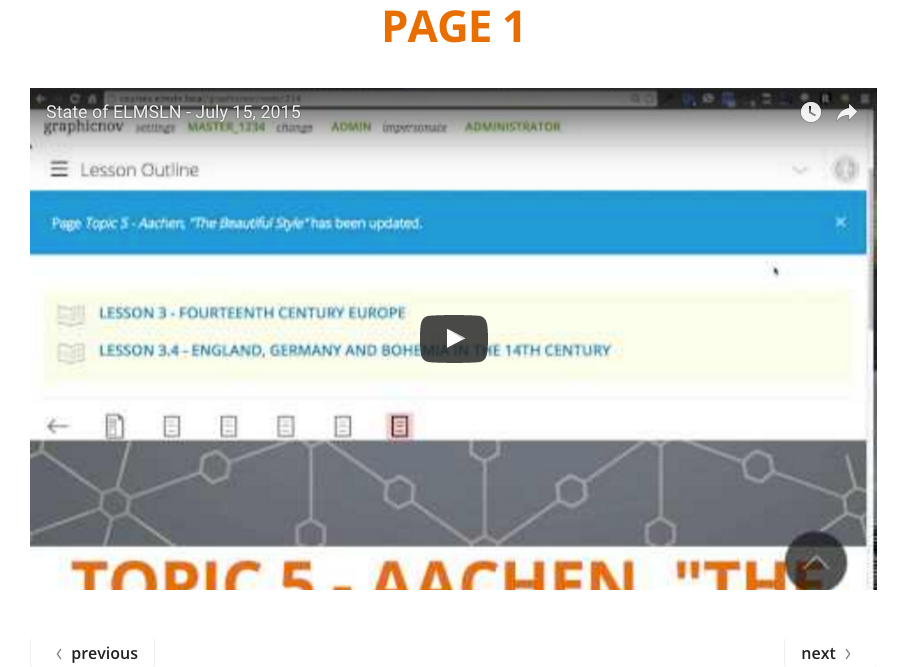 PAGE 1
State of ELMSLN - July 15, 2015
graphicnov settings MASTER_1234 change ADMIN impersonate ADMINISTRATOR
Lesson Outline
Page Topic 5 - Aachen, "The Beautiful Style" has been updated.
LESSON 3 - FOURTEENTH CENTURY EUROPE
LESSON 3.4 - ENGLAND, GERMANY AND BOHEMIA IN THE 14TH CENTURY
TOPIC 5 - AACHEN, "THE
previous
next